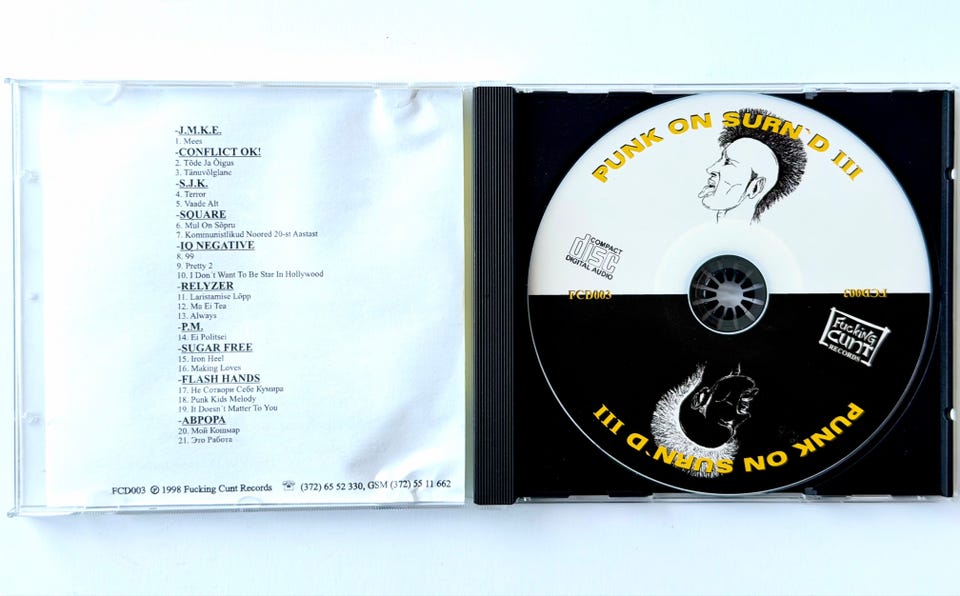 -J.M.K.E.
1. Mees
-CONFLICT OK!
2. Tõde Ja Õigus
3. Tänuvõlglane
-S.J.K.
4. Terror
5. Vaade Alt
-SQUARE
6. Mul On Sõpru
7. Kommunistlikud Noored 20-st Aastast
-IQ NEGATIVE
8. 99
9. Pretty 2
10. I Don`t Want To Be Star In Hollywood
-RELYZER
11. Laristamise Lõpp
12. Ma Ei Tea
13. Always
-P.M.
14. Ei Politsei
-SUGAR FREE
15. Iron Heel
16. Making Loves
-FLASH HANDS
17. Не Сотвори Себе Кумира
18. Punk Kids Melody
19. It Doesn`t Matter To You
-АВРОРА
20. Мой Кошмар
21. Это Работа
FCD003 ℗ 1998 Fucking Cunt Records ☎ (372) 65 52 330, GSM (372) 55 11 662
PUNK ON SURN`D III
COMPACT
disc
DIGITAL AUDIO
FCD003
FCD003
Fucking
CUNT
RECORDS
PUNK ON SURN`D III